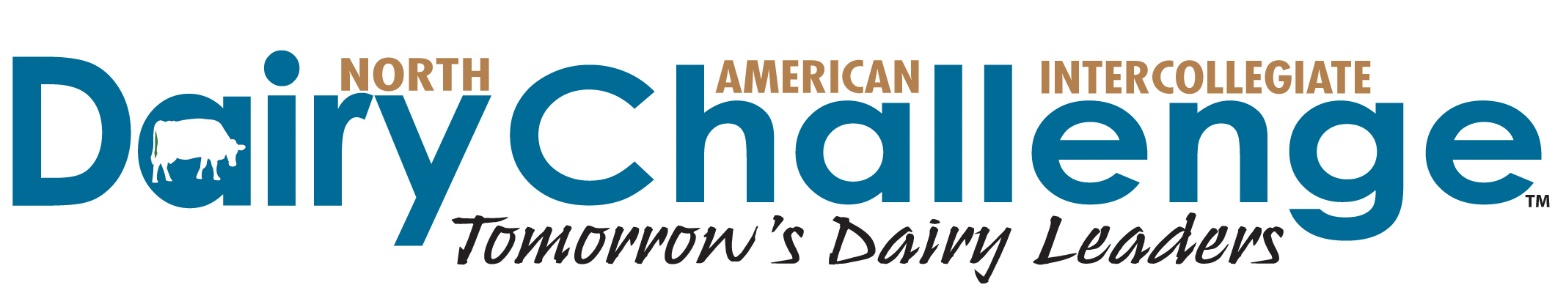 NORTH AMERICAN INTERCOLLEGIATE
Dairy Challenge™
Tomorrow's Dairy Leaders